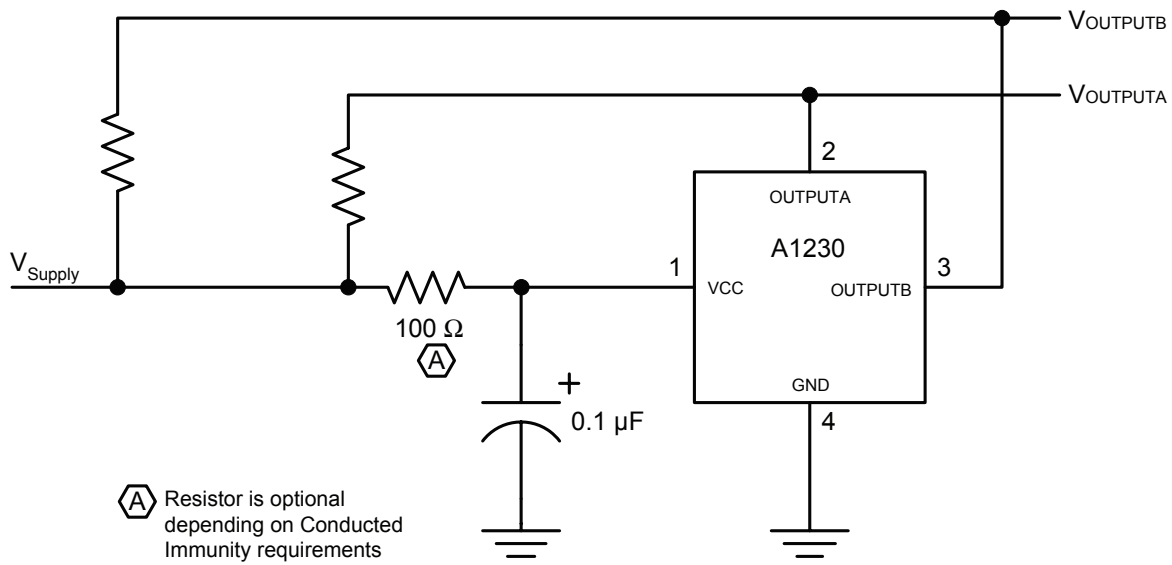 VOUTPUTB
VOUTPUTA
2
OUTPUTA
A1230
VSupply
1
3
VCC
OUTPUTB
100 Ω
A
GND
+
0.1 µF
4
A Resistor is optional
depending on Conducted
Immunity requirements